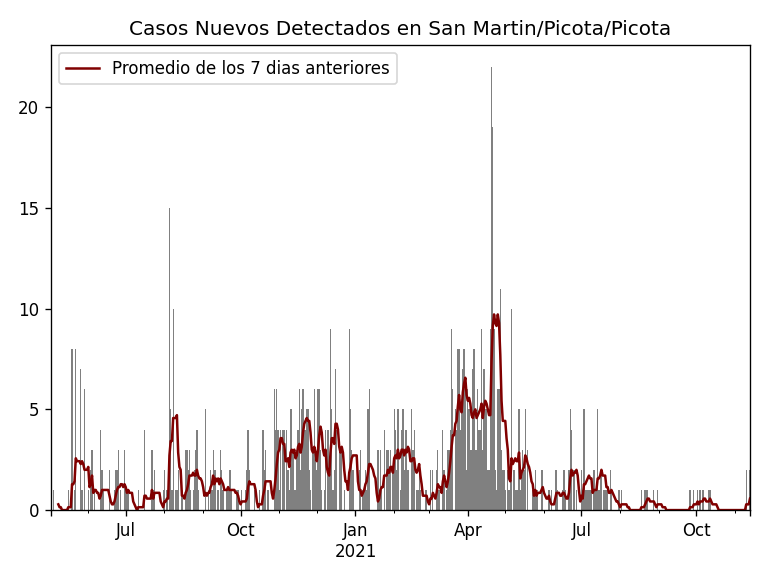 Casos Nuevos Detectados en San Martin/Picota/Picota
Promedio de los 7 dias anteriores
20
15
10
5
0
Jul
Oct
Jan
2021
Apr
Jul
Oct